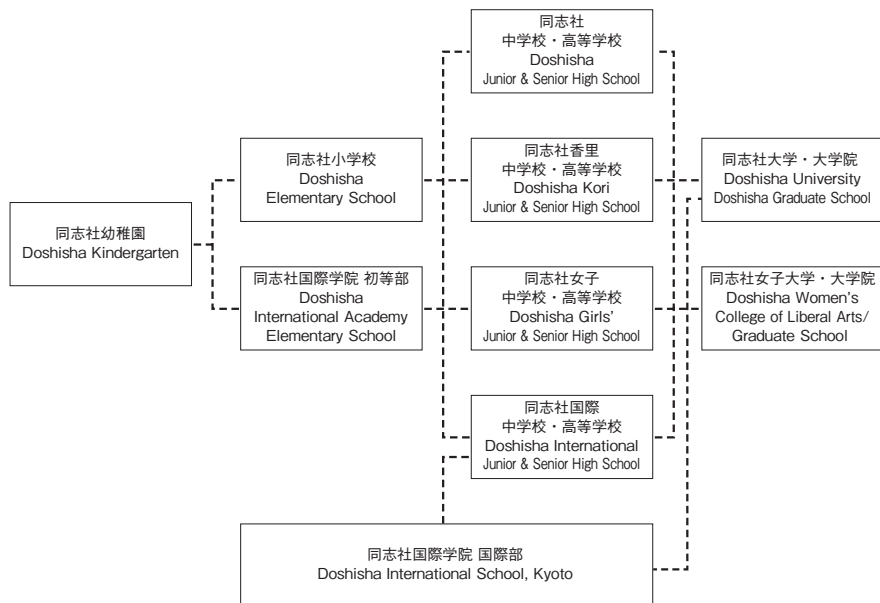 同志社幼稚園
Doshisha Kindergarten
同志社小学校
Doshisha
Elementary School
同志社国際学院 初等部
Doshisha
International Academy
Elementary School
同志社
中学校・高等学校
Doshisha
Junior & Senior High School
同志社香里
中学校・高等学校
Doshisha Kori
Junior & Senior High School
同志社女子
中学校・高等学校
Doshisha Girls’
Junior & Senior High School
同志社国際
中学校・高等学校
Doshisha International
Junior & Senior High School
同志社大学・大学院
Doshisha University
Doshisha Graduate School
同志社女子大学・大学院
Doshisha Women's
College of Liberal Arts/
Graduate School
同志社国際学院 国際部
Doshisha International School, Kyoto